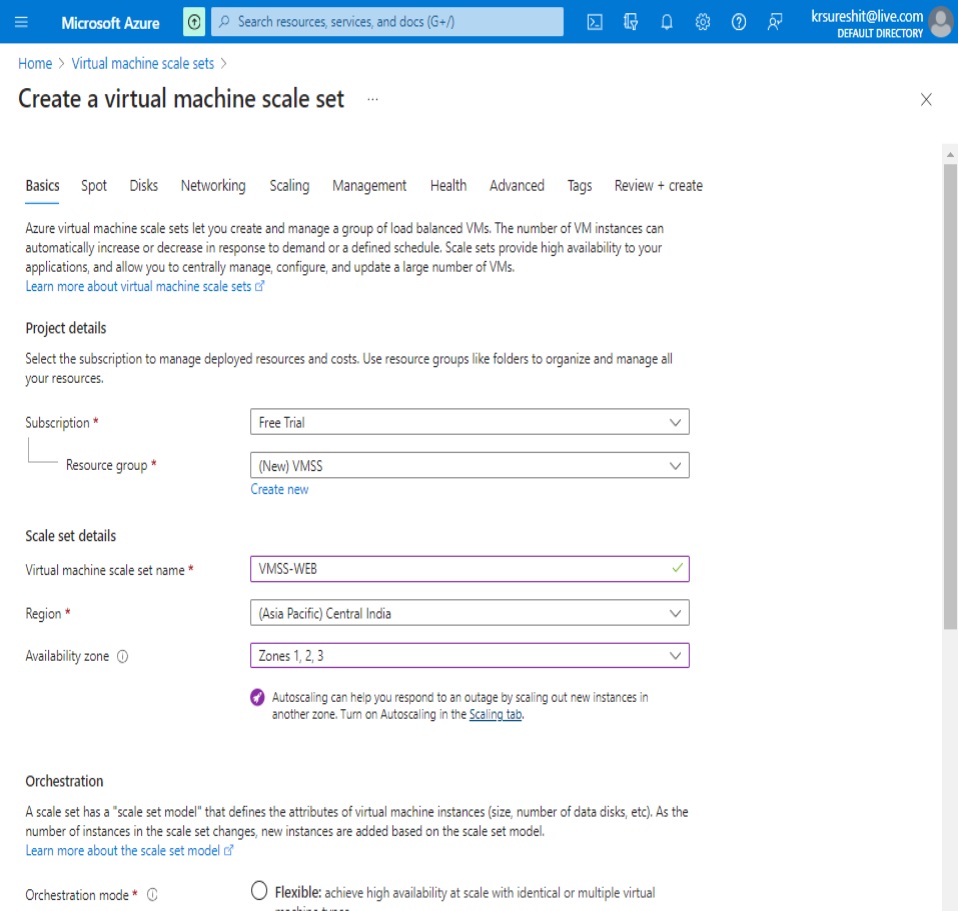 Microsoft Azure
Search resources, services, and docs (G+/)
krsureshit@live.com
DEFAULT DIRECTORY
Home > Virtual machine scale sets >
Create a virtual machine scale set ...
Basics Spot Disks Networking Scaling Management Health Advanced Tags Review + create
Azure virtual machine scale sets let you create and manage a group of load balanced VMs. The number of VM instances can
automatically increase or decrease in response to demand or a defined schedule. Scale sets provide high availability to your
applications, and allow you to centrally manage, configure, and update a large number of VMs.
Learn more about virtual machine scale sets
Project details
Select the subscription to manage deployed resources and costs. Use resource groups like folders to organize and manage all
your resources.
Subscription * Free Trial
Resource group * (New) VMSS
Create new
Scale set details
Virtual machine scale set name * VMSS-WEB
Region * (Asia Pacific) Central India
Availability zone Zones 1, 2, 3
Autoscaling can help you respond to an outage by scaling out new instances in
another zone. Turn on Autoscaling in the Scaling tab.
Orchestration
A scale set has a "scale set model" that defines the attributes of virtual machine instances (size, number of data disks, etc). As the
number of instances in the scale set changes, new instances are added based on the scale set model.
Learn more about the scale set model
Orchestration mode * Flexible: achieve high availability at scale with identical or multiple virtual
machine types